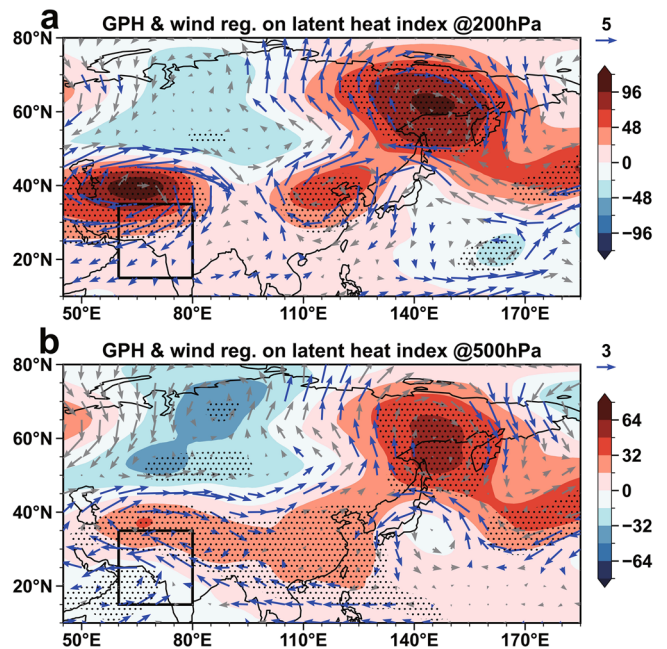 a
GPH & wind reg. on latent heat index @200hPa
5
80°N
60°N
40°N
20°N
50°E 80°E 110°E 140°E 170°E
96
48
0
−48
−96
b
GPH & wind reg. on latent heat index @500hPa
3
80°N
60°N
40°N
20°N
50°E 80°E 110°E 140°E 170°E
64
32
0
−32
−64